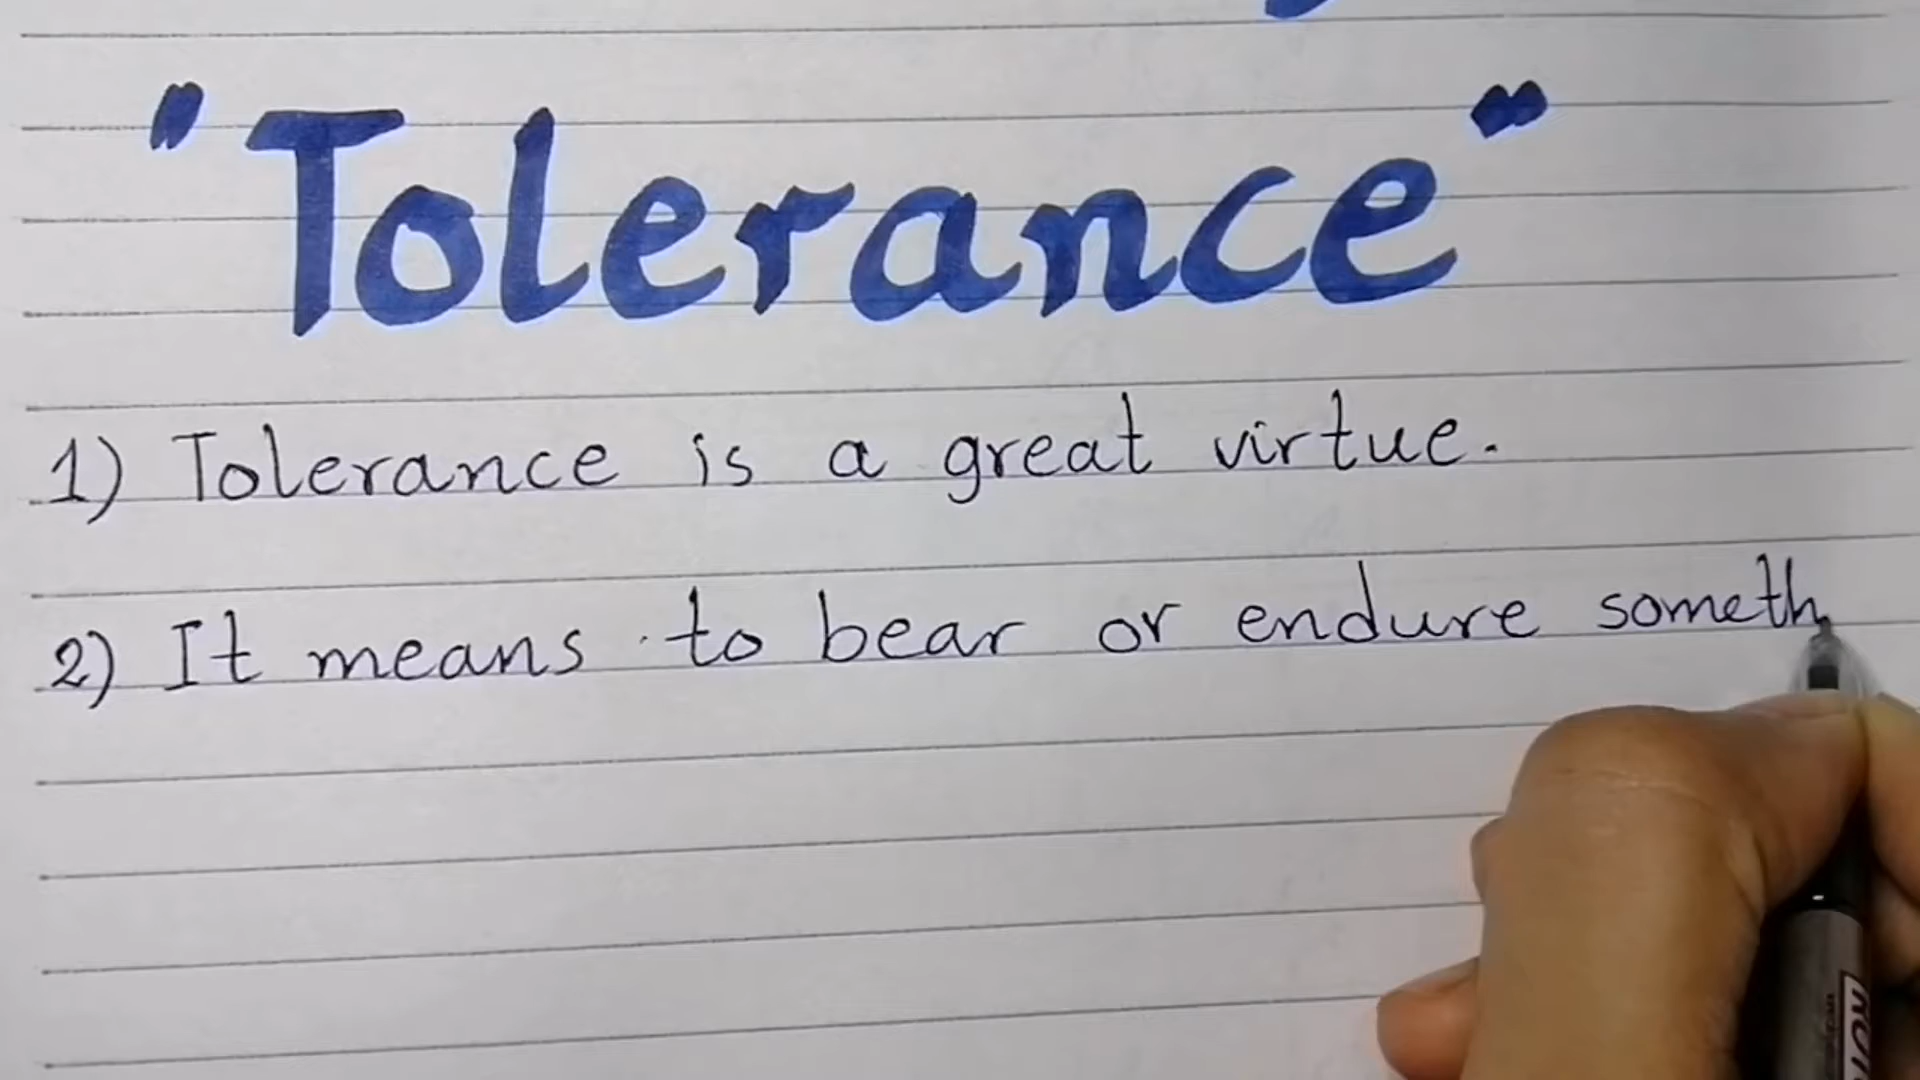 "Tolerance"
1) Tolerance is a great virtue.
2) It means to bear or endure someth